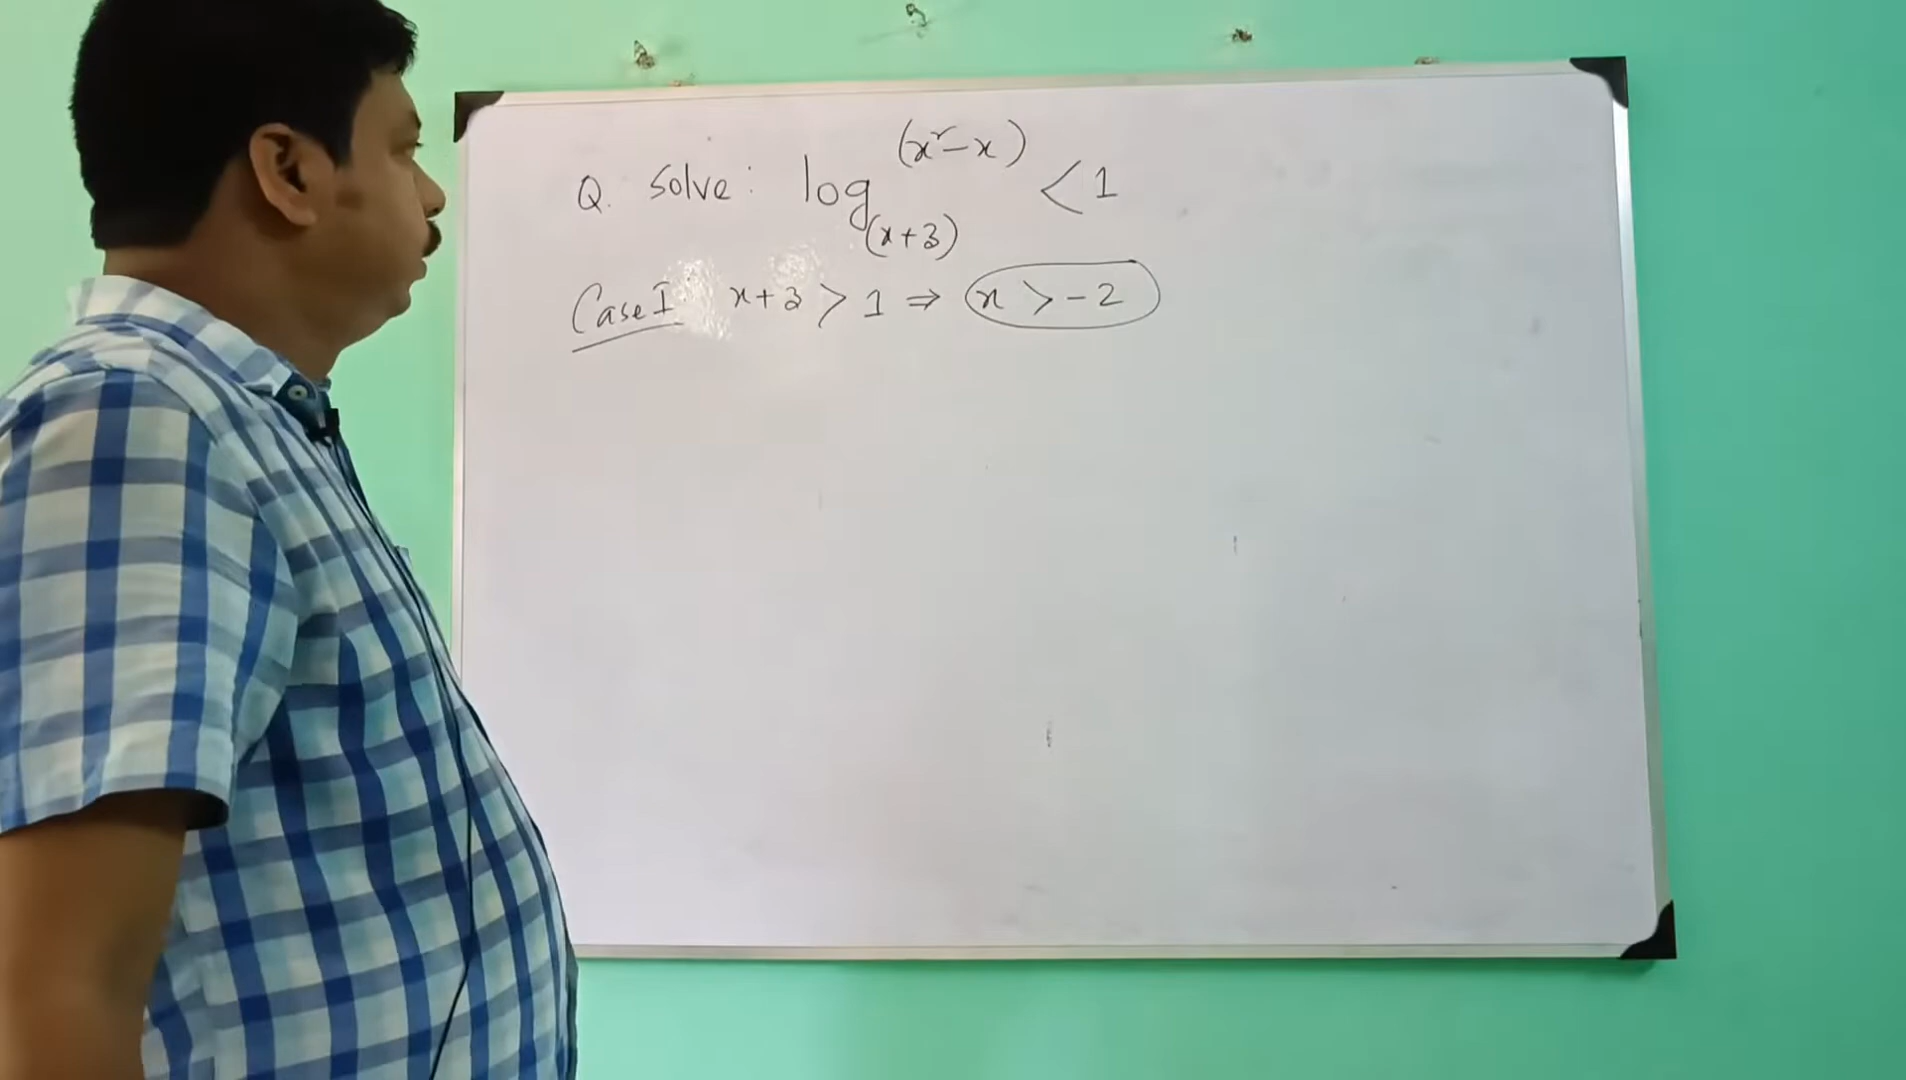 Q. Solve: log₍ₓ₊₃₎(x²-x) < 1
Case I: x+3 > 1 ⇒ x > -2